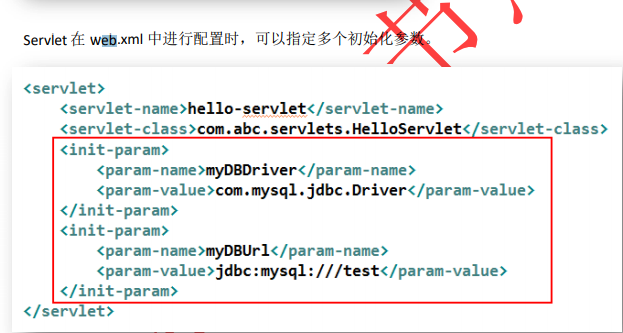 Servlet 在 web.xml 中进行配置时，可以指定多个初始化参数。
<servlet>
<servlet-name>hello-servlet</servlet-name>
<servlet-class>com.abc.servlets.HelloServlet</servlet-class>
<init-param>
<param-name>myDBDriver</param-name>
<param-value>com.mysql.jdbc.Driver</param-value>
</init-param>
<init-param>
<param-name>myDBUrl</param-name>
<param-value>jdbc:mysql:///test</param-value>
</init-param>
</servlet>